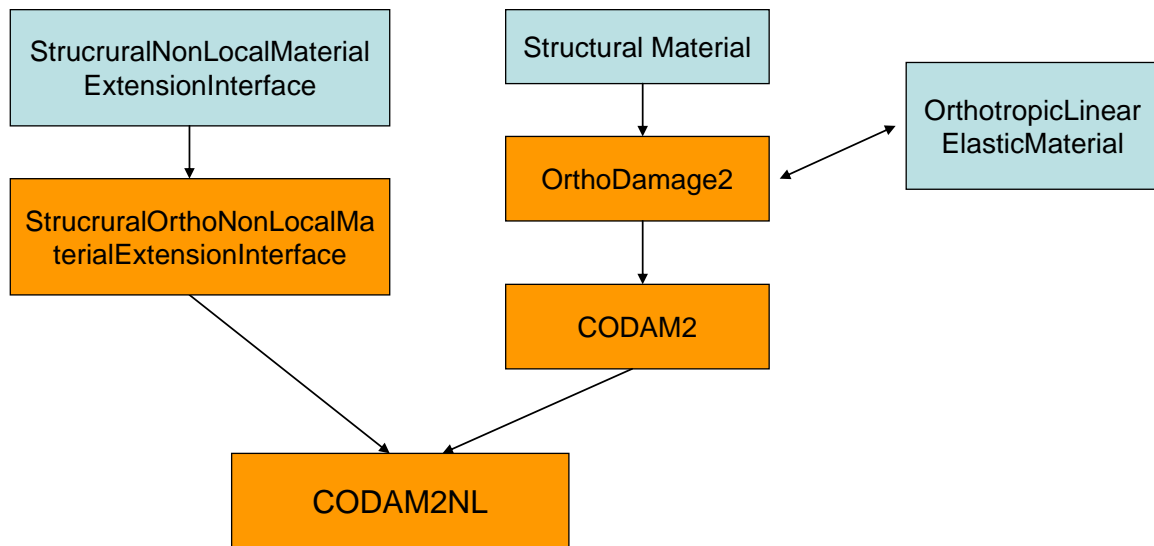 StrucruralNonLocalMaterial
ExtensionInterface
Structural Material
OrthotropicLinear
ElasticMaterial
OrthoDamage2
StrucruralOrthoNonLocalMa
terialExtensionInterface
CODAM2
CODAM2NL